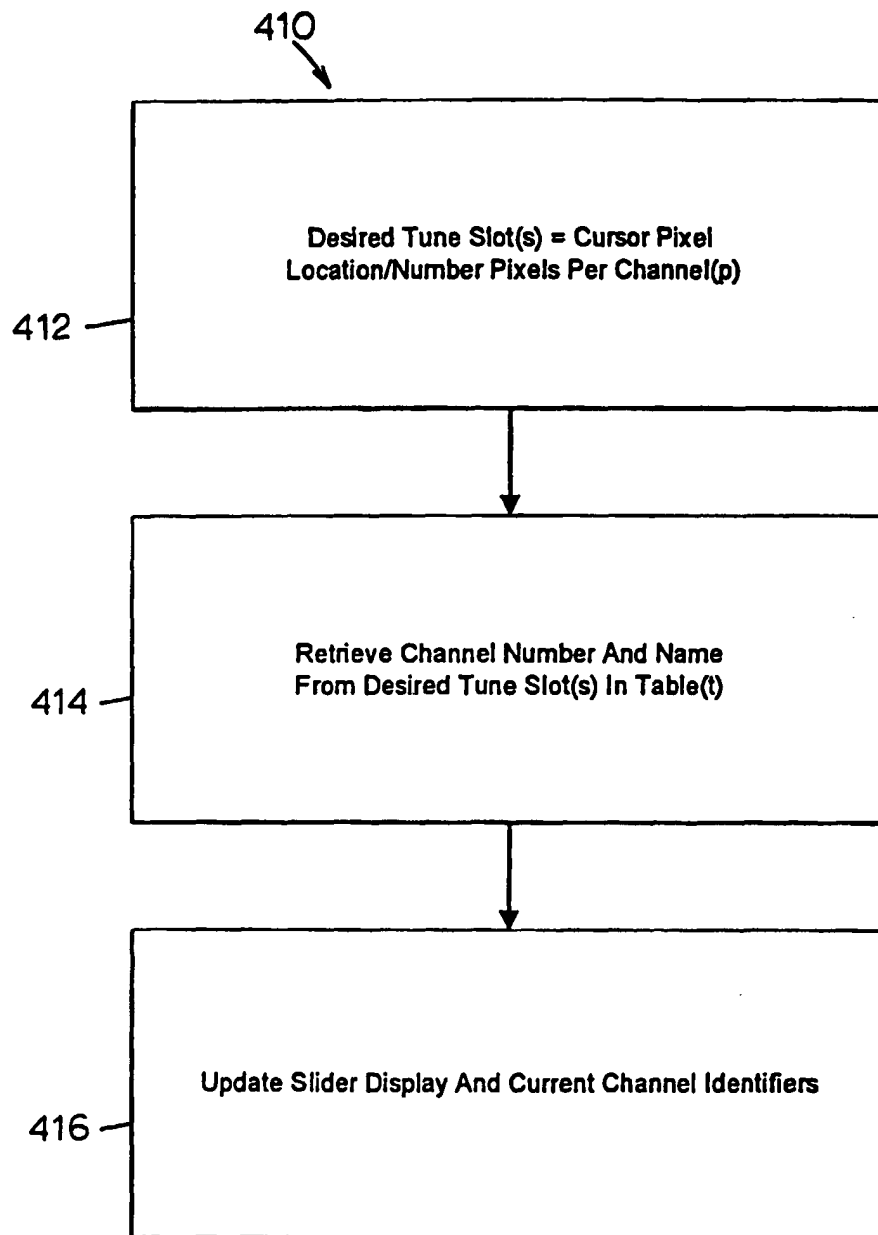 410
Desired Tune Slot(s) = Cursor Pixel
Location/Number Pixels Per Channel(p)
412
Retrieve Channel Number And Name
From Desired Tune Slot(s) In Table(t)
414
Update Slider Display And Current Channel Identifiers
416